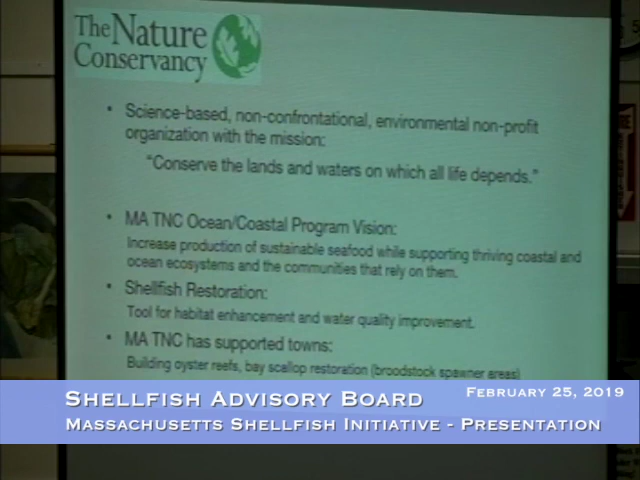 The Nature
Conservancy
• Science-based, non-confrontational, environmental non-profit
organization with the mission:
"Conserve the lands and waters on which all life depends."
• MA TNC Ocean/Coastal Program Vision:
Increase production of sustainable seafood while supporting thriving coastal and
ocean ecosystems and the communities that rely on them.
• Shellfish Restoration:
Tool for habitat enhancement and water quality improvement.
• MA TNC has supported towns:
Building oyster reefs, bay scallop restoration (broodstock spawner areas)
Shellfish Advisory Board
February 25, 2019
Massachusetts Shellfish Initiative - Presentation